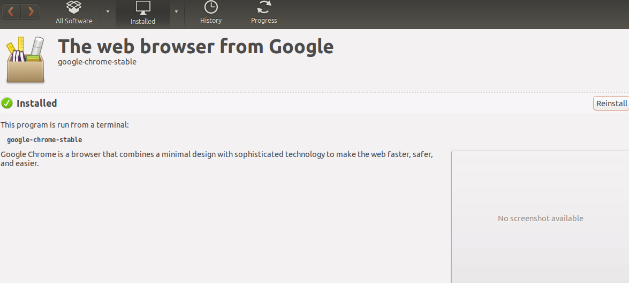 All Software
Installed
History
Progress
The web browser from Google
google-chrome-stable
Installed
Reinstall
This program is run from a terminal:
google-chrome-stable
Google Chrome is a browser that combines a minimal design with sophisticated technology to make the web faster, safer,
and easier.
No screenshot available